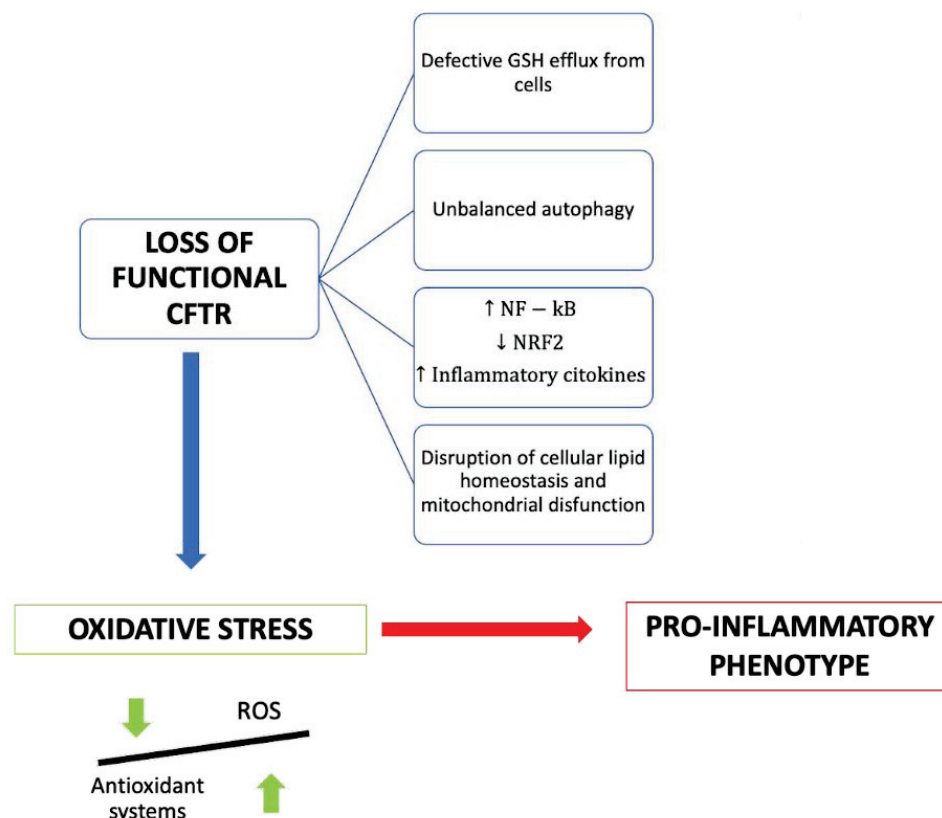 Defective GSH efflux from
cells
Unbalanced autophagy
LOSS OF
FUNCTIONAL
CFTR
↑ NF − kB
↓ NRF2
↑ Inflammatory citokines
Disruption of cellular lipid
homeostasis and
mitochondrial disfunction
OXIDATIVE STRESS
PRO-INFLAMMATORY
PHENOTYPE
ROS
Antioxidant
systems